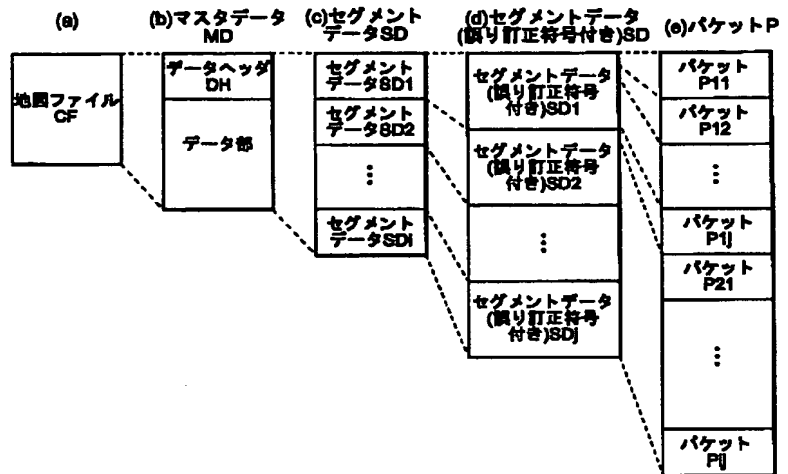 (a)
地図ファイル
CF
(b)マスタデータ
MD
データヘッダ
DH
データ部
(c)セグメント
データSD
セグメント
データSD1
セグメント
データSD2
⋮
セグメント
データSDi
(d)セグメントデータ
(誤り訂正符号付き)SD
セグメントデータ
(誤り訂正符号
付き)SD1
セグメントデータ
(誤り訂正符号
付き)SD2
⋮
セグメントデータ
(誤り訂正符号
付き)SDj
(e)パケットP
パケット
P11
パケット
P12
⋮
パケット
P1j
パケット
P21
⋮
パケット
Pij